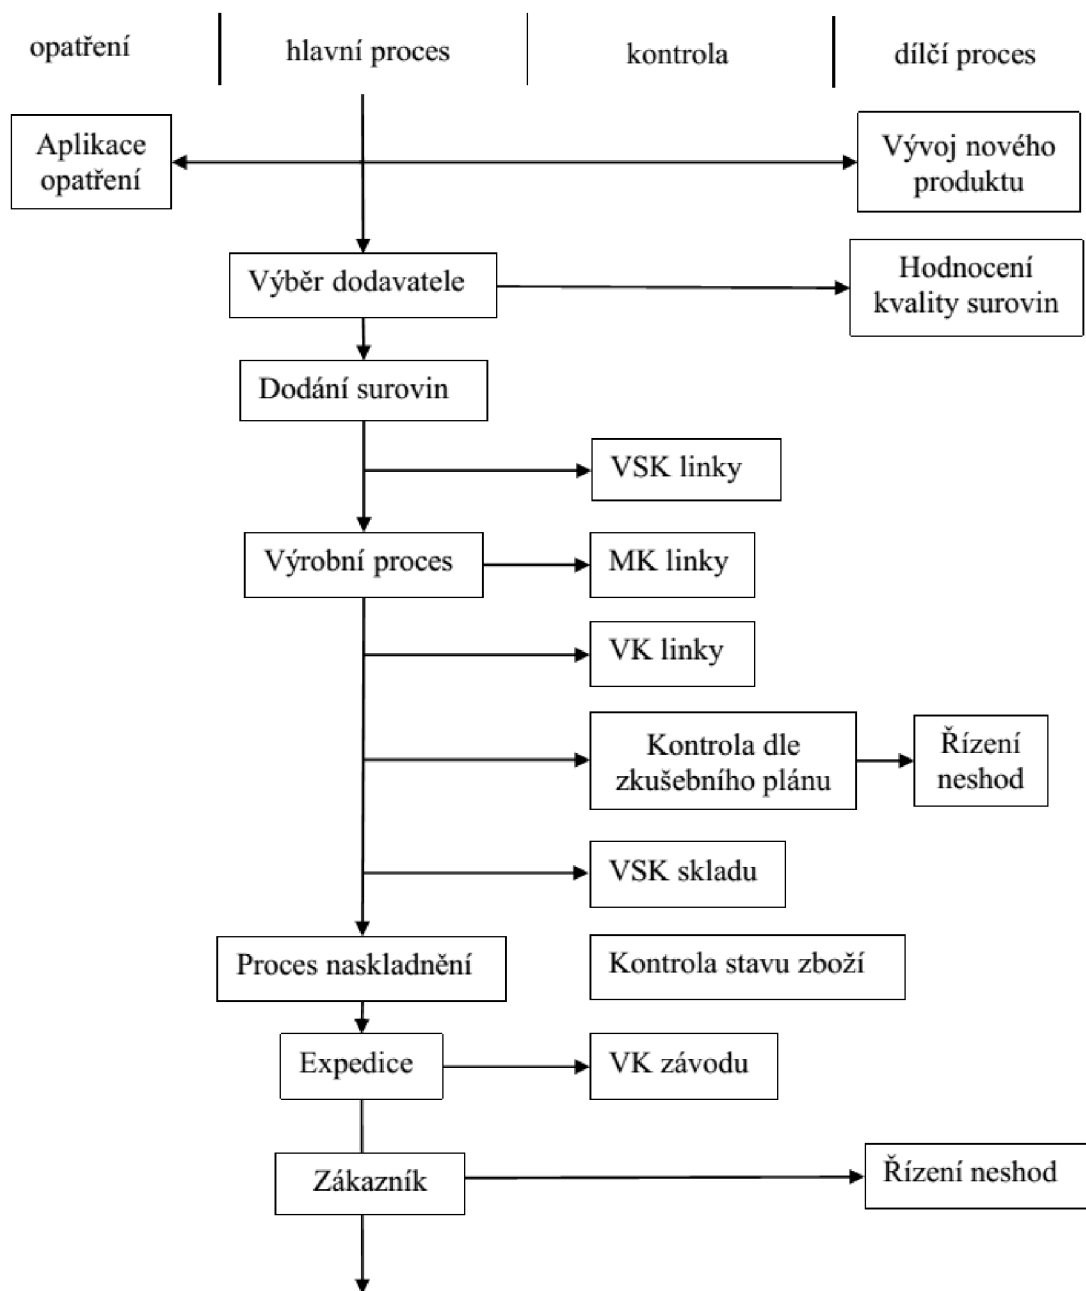 opatření
hlavní proces
kontrola
dílčí proces
Aplikace
opatření
Vývoj nového
produktu
Výběr dodavatele
Hodnocení
kvality surovin
Dodání surovin
VSK linky
Výrobní proces
MK linky
VK linky
Kontrola dle
zkušebního plánu
Řízení
neshod
VSK skladu
Proces naskladnění
Kontrola stavu zboží
Expedice
VK závodu
Zákazník
Řízení neshod